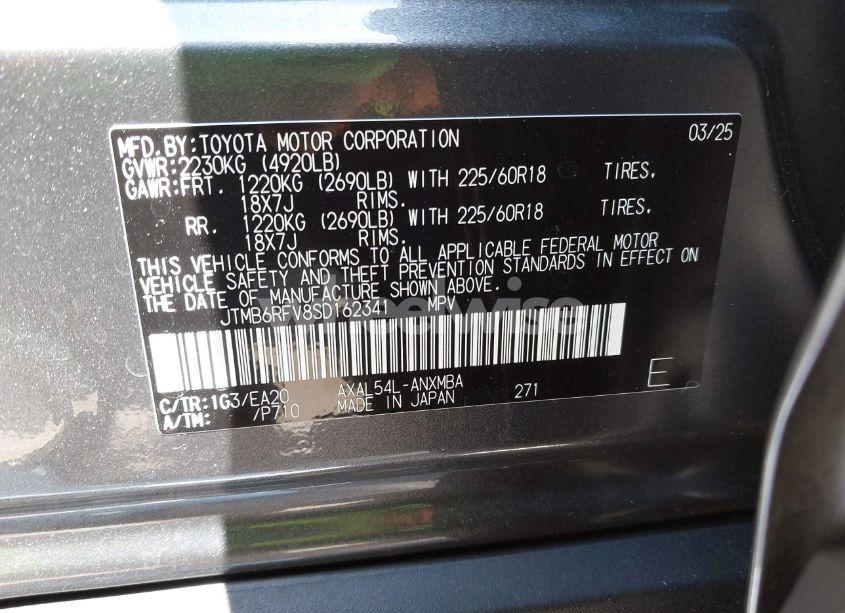 MFD.BY:TOYOTA MOTOR CORPORATION 03/25
GVWR:2230KG (4920LB)
GAWR:FRT. 1220KG (2690LB) WITH 225/60R18 TIRES.
18X7J RIMS.
RR. 1220KG (2690LB) WITH 225/60R18 TIRES.
18X7J RIMS.
THIS VEHICLE CONFORMS TO ALL APPLICABLE FEDERAL MOTOR
VEHICLE SAFETY AND THEFT PREVENTION STANDARDS IN EFFECT ON
THE DATE OF MANUFACTURE SHOWN ABOVE.
JTMB6RFV8SD162341 MPV
wheelwise
C/TR:1G3/EA20 AXAL54L-ANXMBA 271 E
A/TM: /P710 MADE IN JAPAN